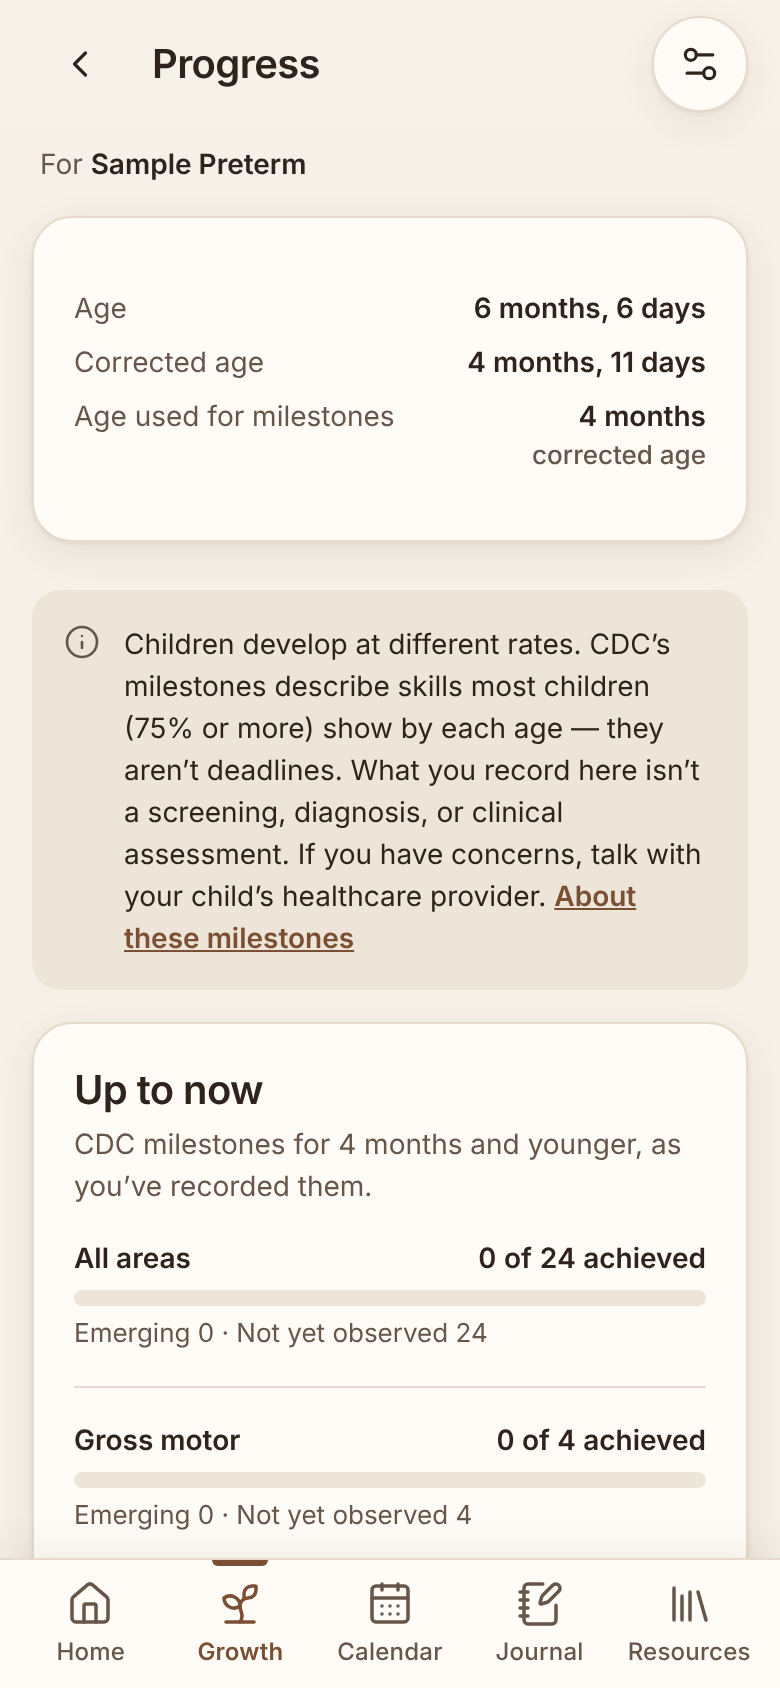 Progress
For Sample Preterm
Age 6 months, 6 days
Corrected age 4 months, 11 days
Age used for milestones 4 months
corrected age
Children develop at different rates. CDC’s
milestones describe skills most children
(75% or more) show by each age — they
aren’t deadlines. What you record here isn’t
a screening, diagnosis, or clinical
assessment. If you have concerns, talk with
your child’s healthcare provider. About
these milestones
Up to now
CDC milestones for 4 months and younger, as
you’ve recorded them.
All areas 0 of 24 achieved
Emerging 0 · Not yet observed 24
Gross motor 0 of 4 achieved
Emerging 0 · Not yet observed 4
Home Growth Calendar Journal Resources